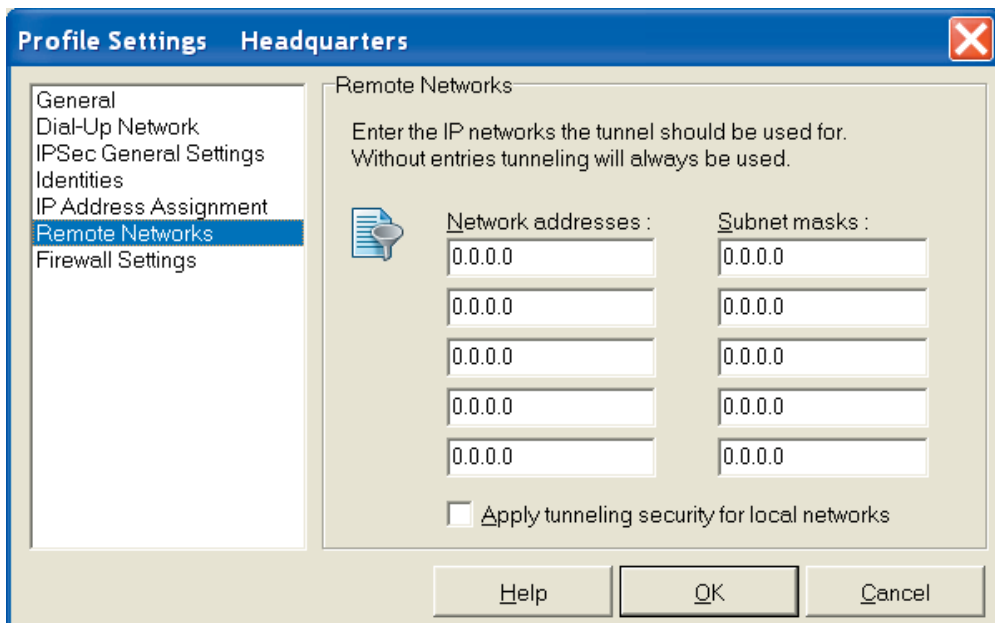 Profile Settings Headquarters
General
Dial-Up Network
IPSec General Settings
Identities
IP Address Assignment
Remote Networks
Firewall Settings
Remote Networks
Enter the IP networks the tunnel should be used for.
Without entries tunneling will always be used.
Network addresses : Subnet masks :
0.0.0.0 0.0.0.0
0.0.0.0 0.0.0.0
0.0.0.0 0.0.0.0
0.0.0.0 0.0.0.0
0.0.0.0 0.0.0.0
Apply tunneling security for local networks
Help OK Cancel